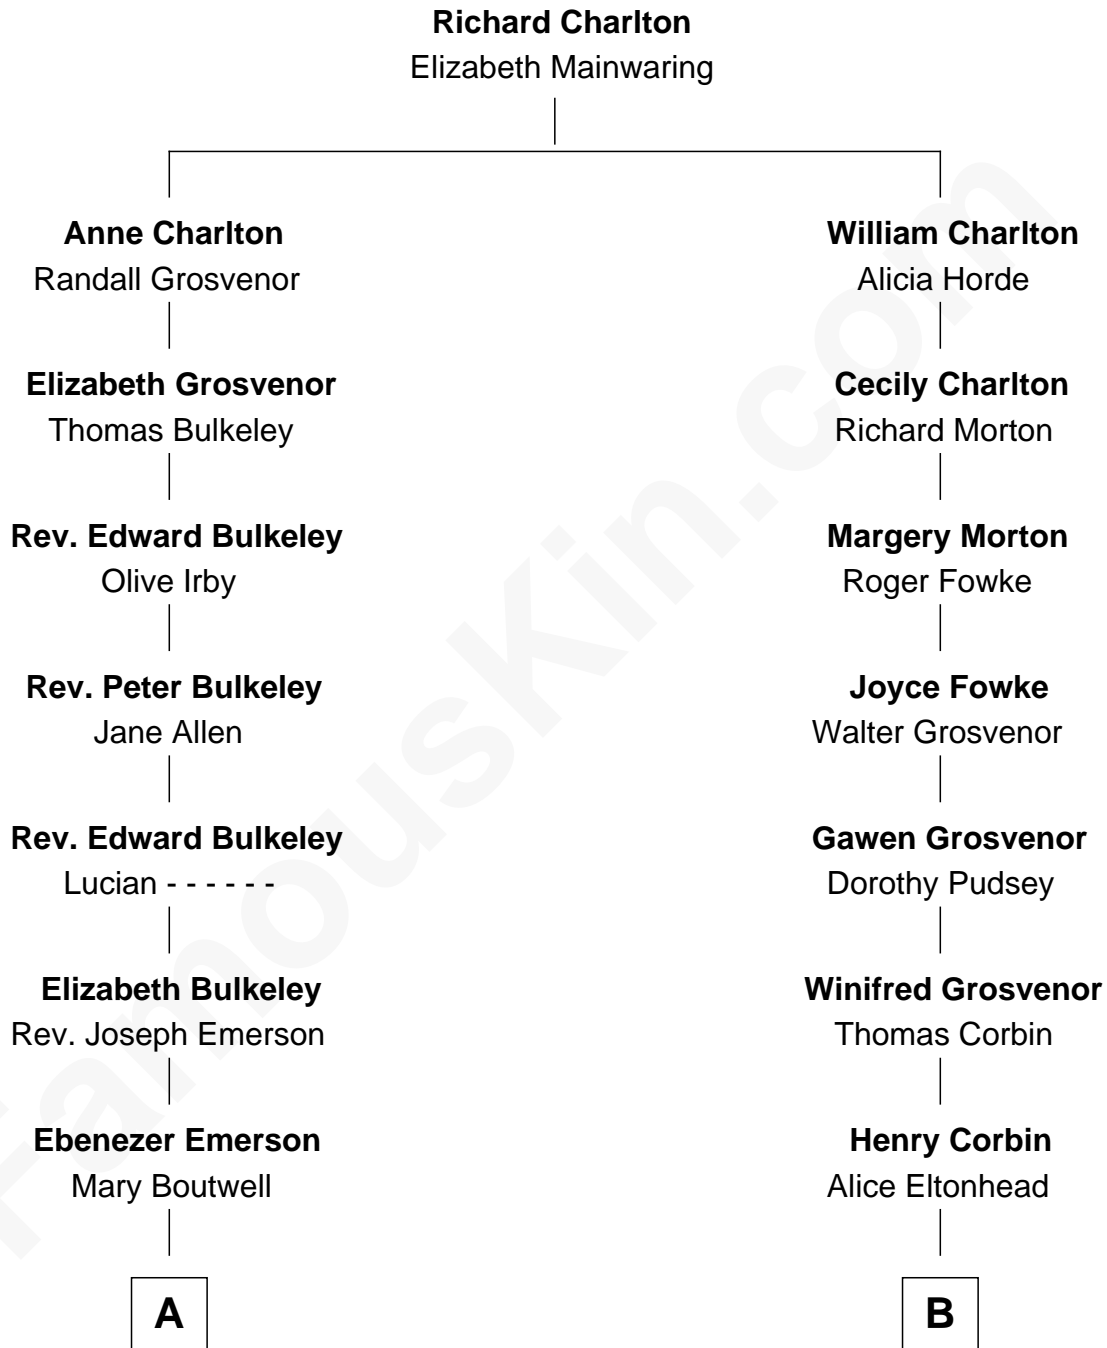 Richard Charlton
Elizabeth Mainwaring
Anne Charlton
Randall Grosvenor
William Charlton
Alicia Horde
Elizabeth Grosvenor
Thomas Bulkeley
Cecily Charlton
Richard Morton
Rev. Edward Bulkeley
Olive Irby
Margery Morton
Roger Fowke
Rev. Peter Bulkeley
Jane Allen
Joyce Fowke
Walter Grosvenor
Rev. Edward Bulkeley
Lucian - - - - - -
Gawen Grosvenor
Dorothy Pudsey
Elizabeth Bulkeley
Rev. Joseph Emerson
Winifred Grosvenor
Thomas Corbin
Ebenezer Emerson
Mary Boutwell
Henry Corbin
Alice Eltonhead
A
B
FamousKin.com